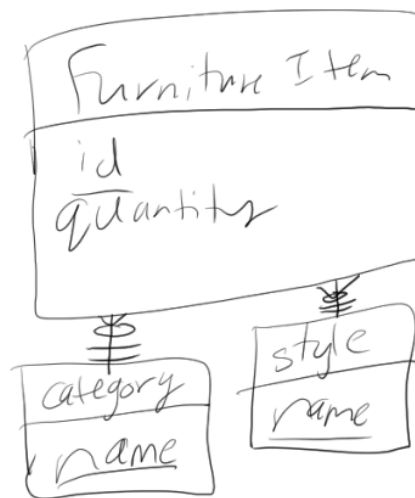 Furniture Item
id
quantity
category
name
style
name